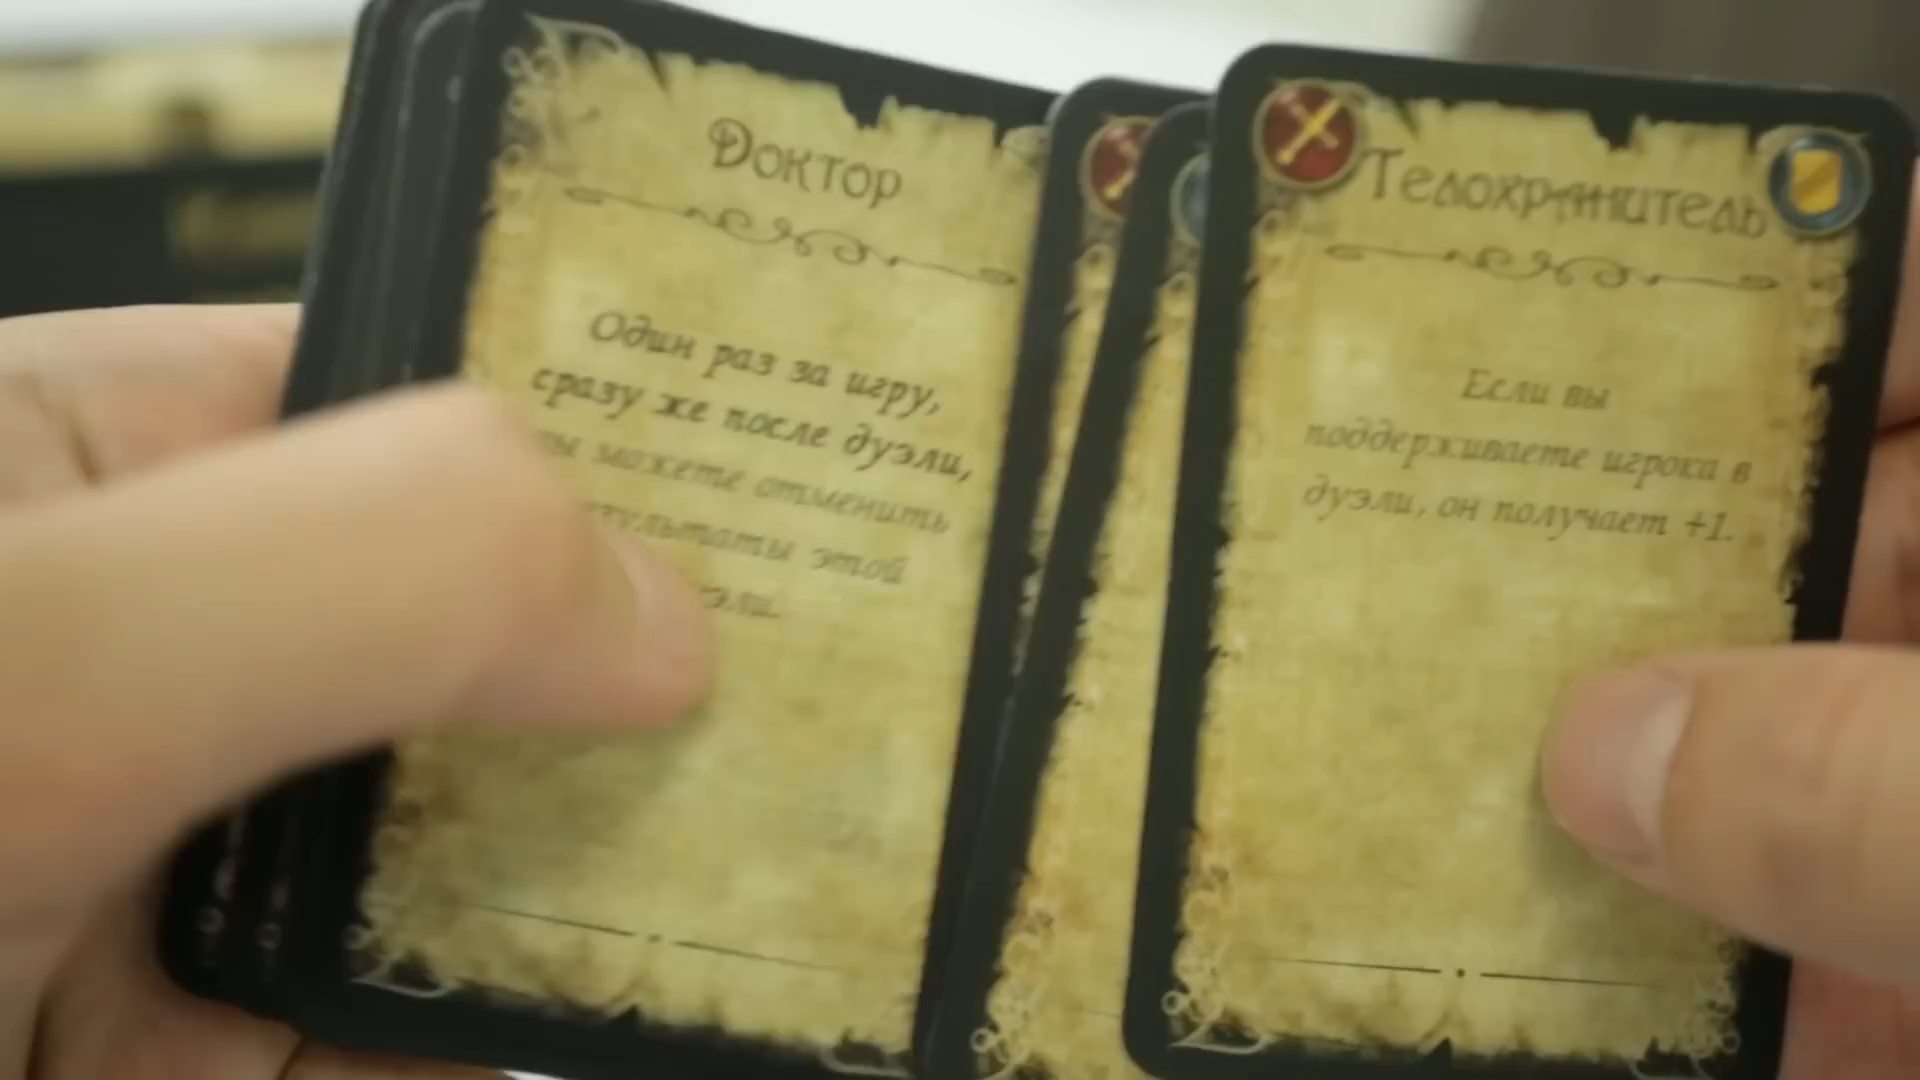 Доктор
Один раз за игру,
сразу же после дуэли,
можете отменить
этой
Телохранитель
Если вы
поддерживаете игрока в
дуэли, он получает +1.